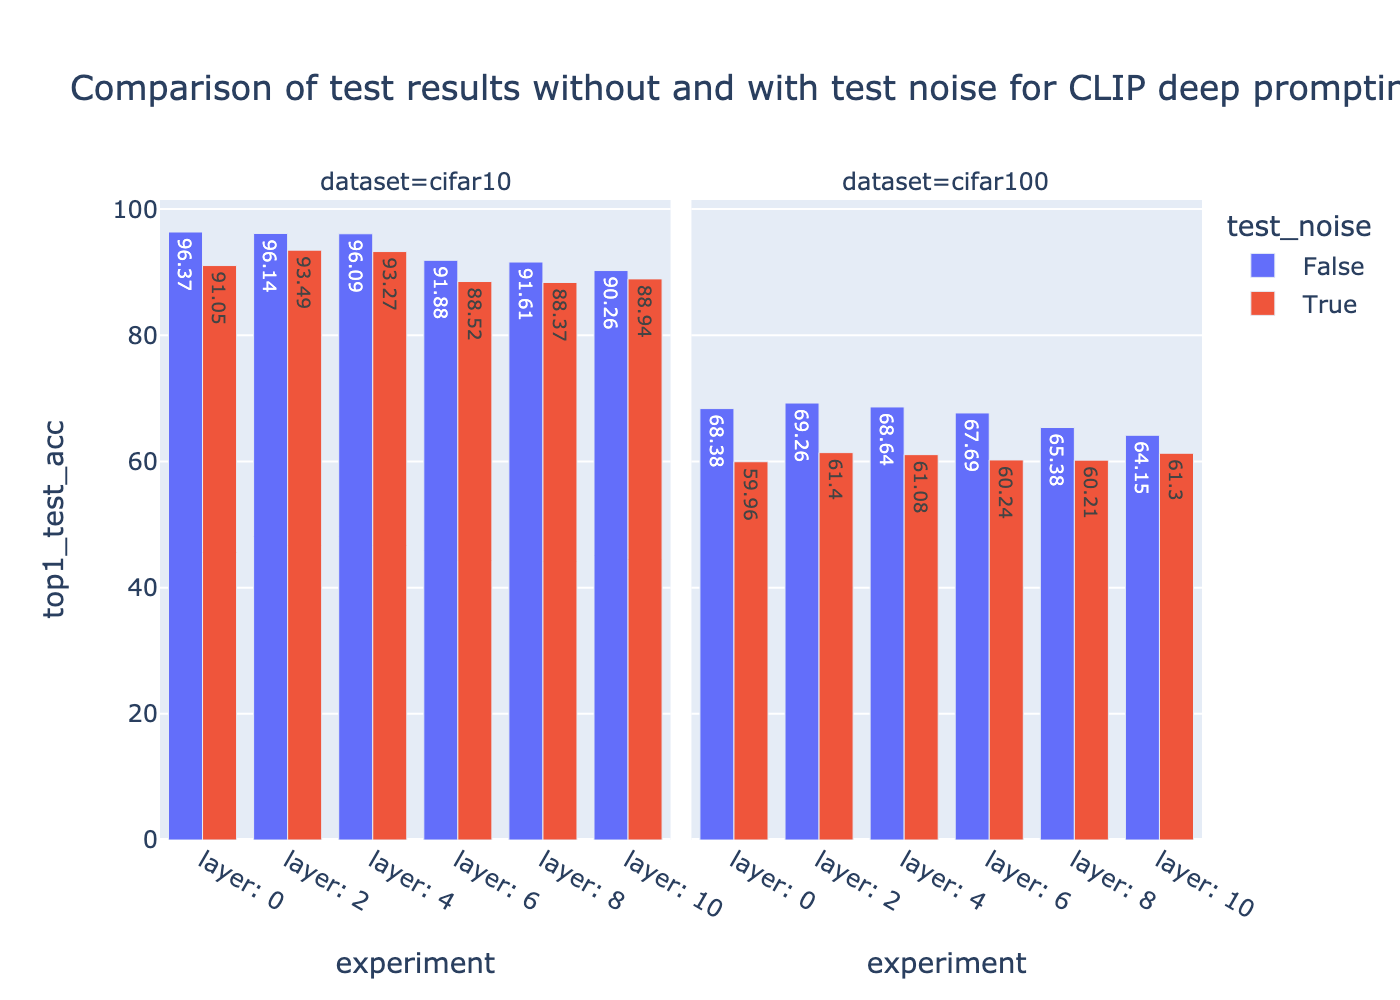 Comparison of test results without and with test noise for CLIP deep promptin
dataset=cifar10
dataset=cifar100
test_noise
False
True
top1_test_acc
100
80
60
40
20
0
96.37
91.05
96.14
93.49
96.09
93.27
91.88
88.52
91.61
88.37
90.26
88.94
68.38
59.96
69.26
61.4
68.64
61.08
67.69
60.24
65.38
60.21
64.15
61.3
layer: 0
layer: 2
layer: 4
layer: 6
layer: 8
layer: 10
layer: 0
layer: 2
layer: 4
layer: 6
layer: 8
layer: 10
experiment
experiment